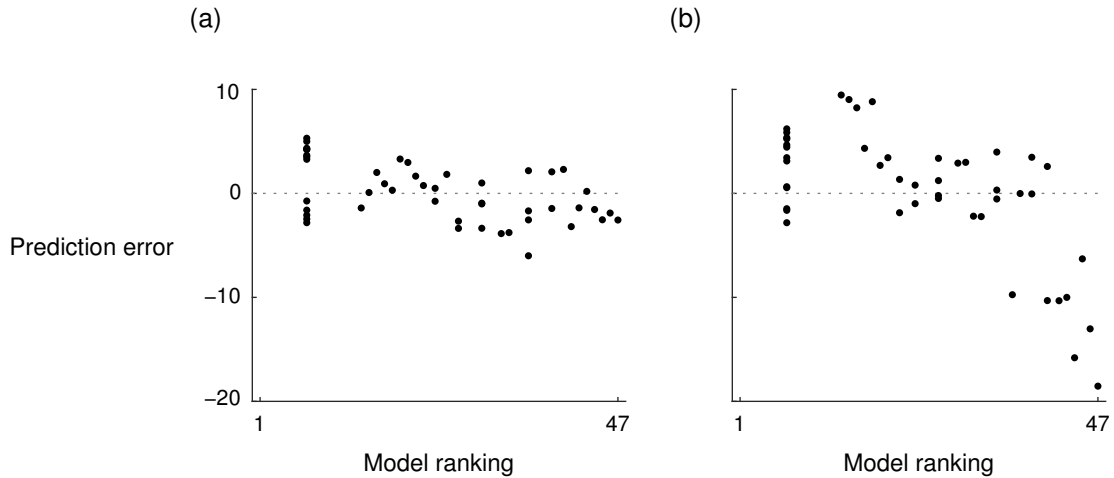 (a)
(b)
10
0
−10
−20
Prediction error
1
47
1
47
Model ranking
Model ranking